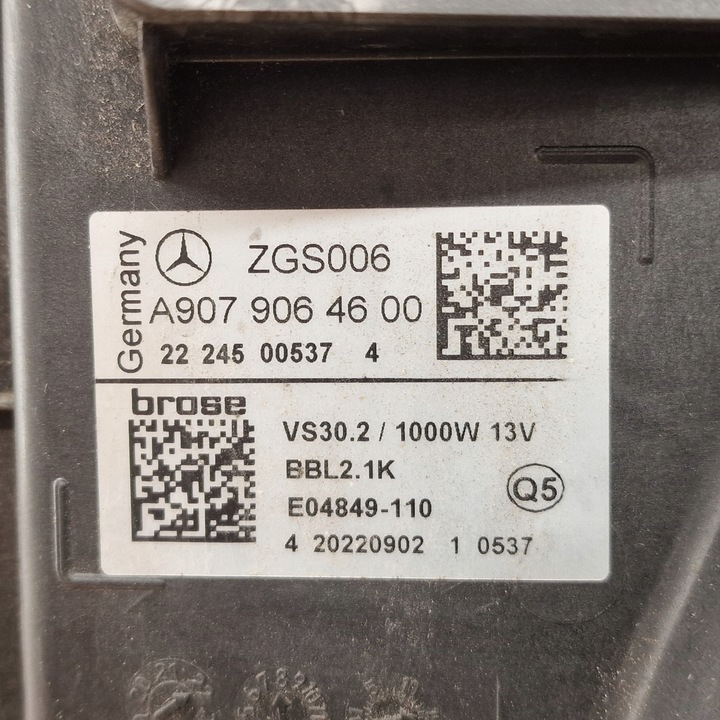 Germany
ZGS006
A907 906 46 00
22 245 00537 4
brose
VS30.2 / 1000W 13V
BBL2.1K
E04849-110
Q5
4 20220902 1 0537